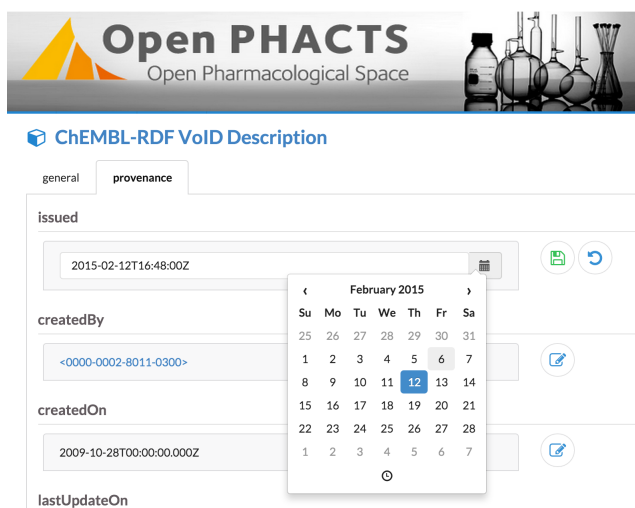 Open PHACTS
Open Pharmacological Space
ChEMBL-RDF VoID Description
general provenance
issued
2015-02-12T16:48:00Z
‹ February 2015 ›
Su Mo Tu We Th Fr Sa
25 26 27 28 29 30 31
1 2 3 4 5 6 7
8 9 10 11 12 13 14
15 16 17 18 19 20 21
22 23 24 25 26 27 28
1 2 3 4 5 6 7
createdBy
<0000-0002-8011-0300>
createdOn
2009-10-28T00:00:00.000Z
lastUpdateOn